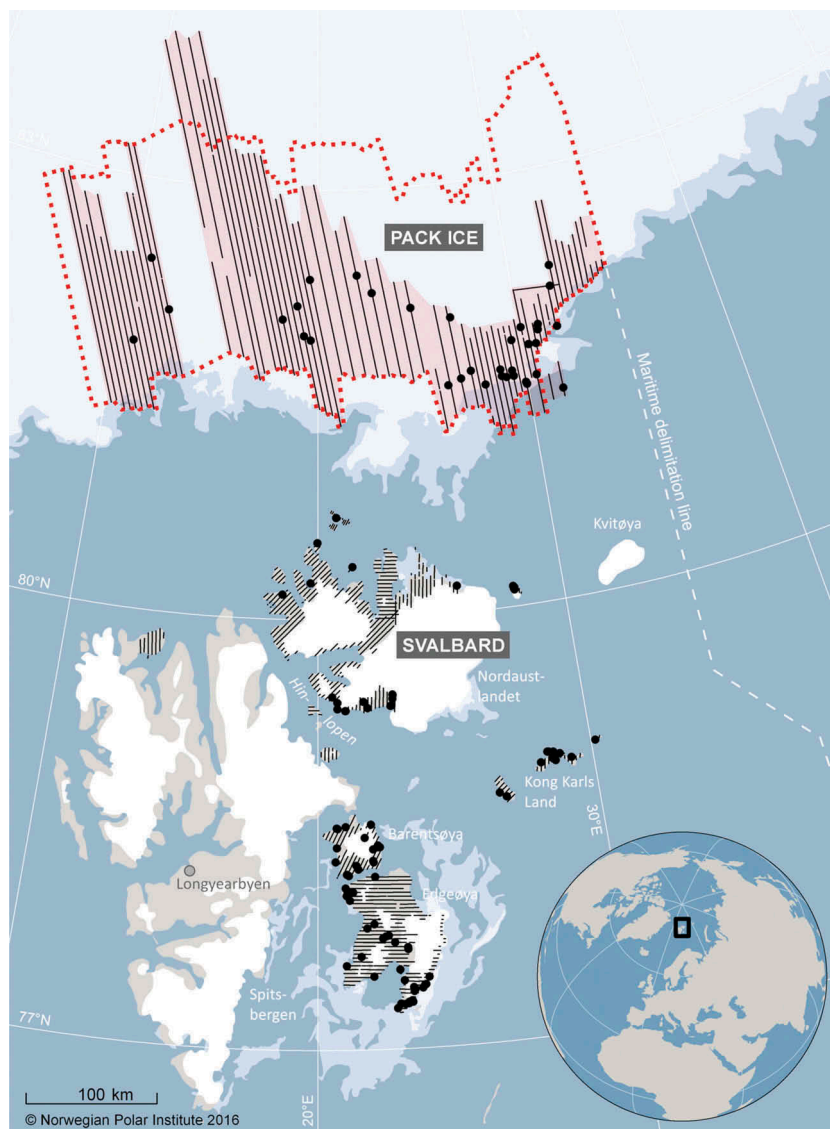 PACK ICE
Maritime delimitation line
Kvitøya
80°N
SVALBARD
Nordaust-
landet
Hin-
lopen
Kong Karls
Land
30°E
Barentsøya
Longyearbyen
Edgeøya
Spits-
bergen
77°N
100 km
20°E
© Norwegian Polar Institute 2016